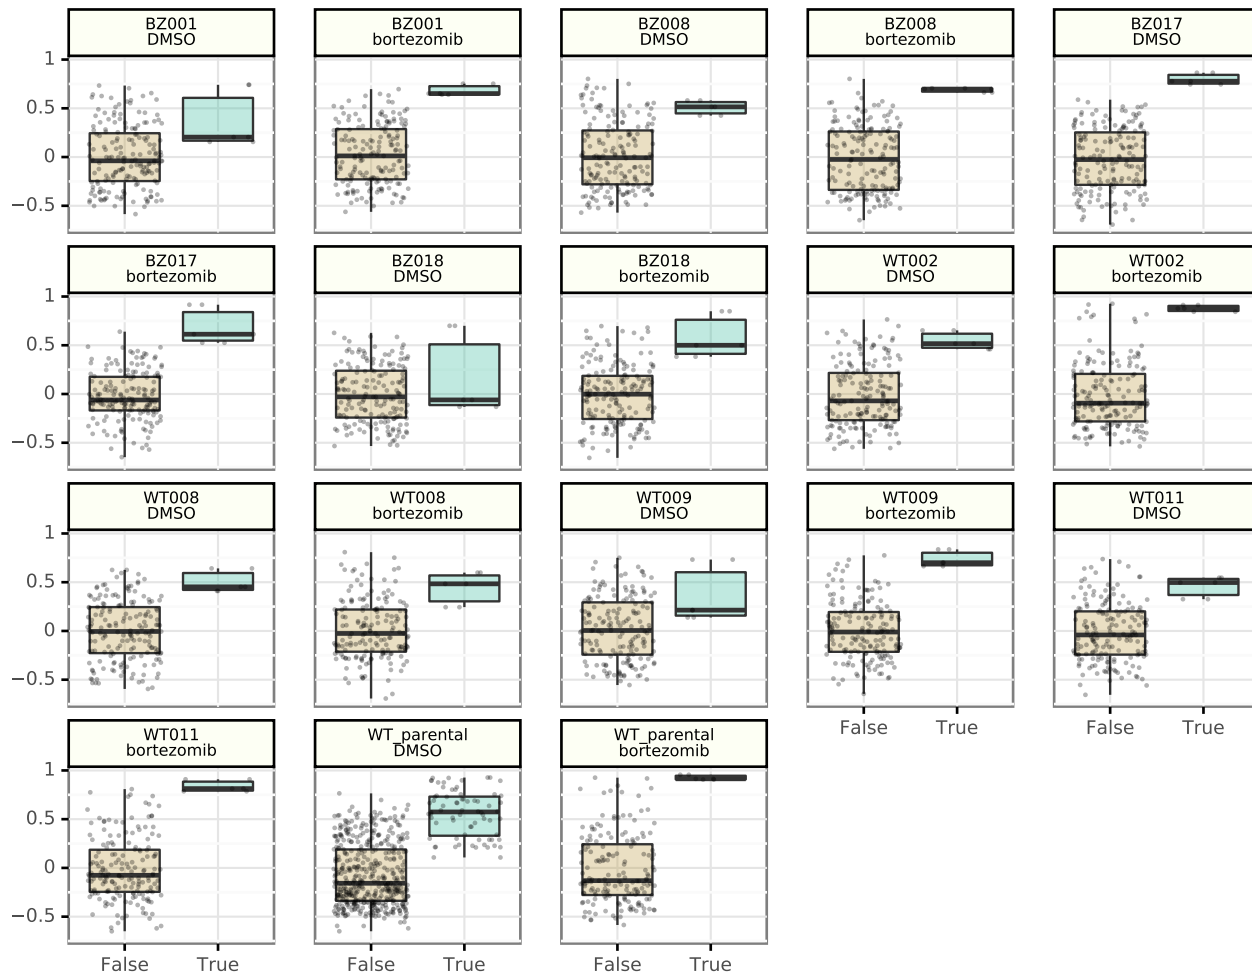 BZ001
DMSO
BZ001
bortezomib
BZ008
DMSO
BZ008
bortezomib
BZ017
DMSO
1
0.5
0
−0.5
BZ017
bortezomib
BZ018
DMSO
BZ018
bortezomib
WT002
DMSO
WT002
bortezomib
1
0.5
0
−0.5
WT008
DMSO
WT008
bortezomib
WT009
DMSO
WT009
bortezomib
WT011
DMSO
1
0.5
0
−0.5
False
True
False
True
WT011
bortezomib
WT_parental
DMSO
WT_parental
bortezomib
1
0.5
0
−0.5
False
True
False
True
False
True